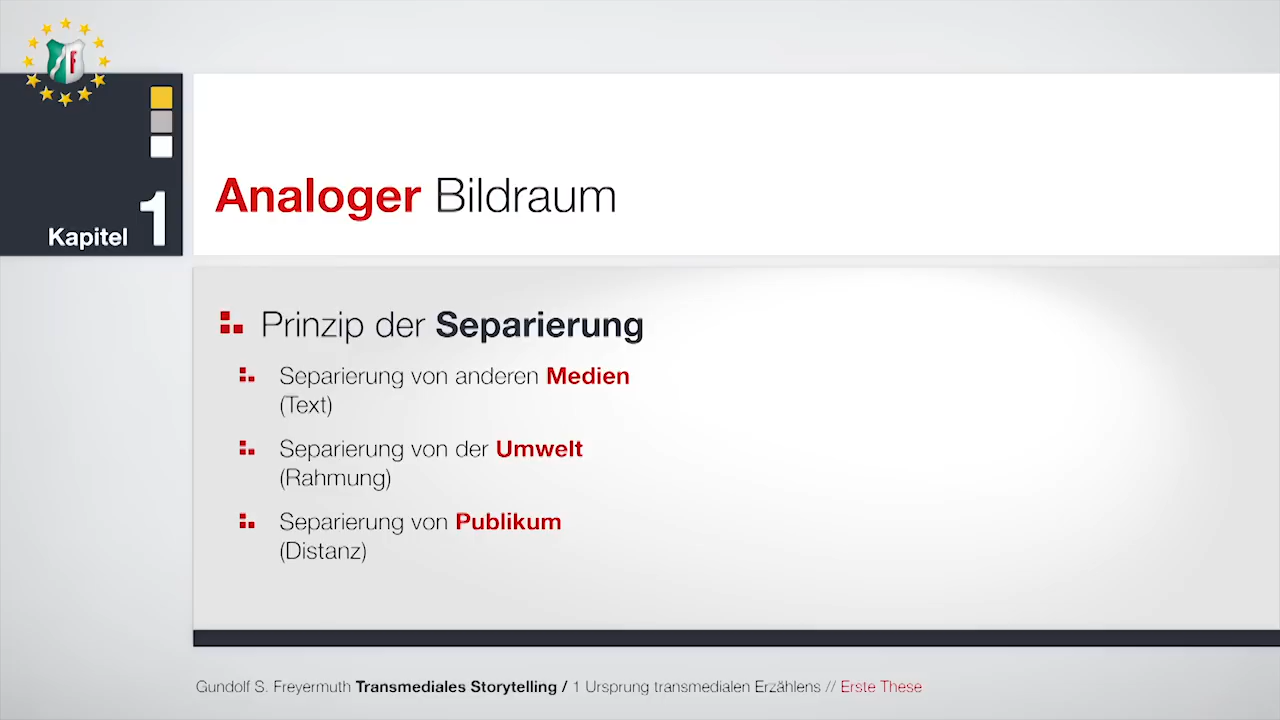 F
Kapitel 1
Analoger Bildraum
Prinzip der Separierung
Separierung von anderen Medien
(Text)
Separierung von der Umwelt
(Rahmung)
Separierung von Publikum
(Distanz)
Gundolf S. Freyermuth Transmediales Storytelling / 1 Ursprung transmedialen Erzählens // Erste These